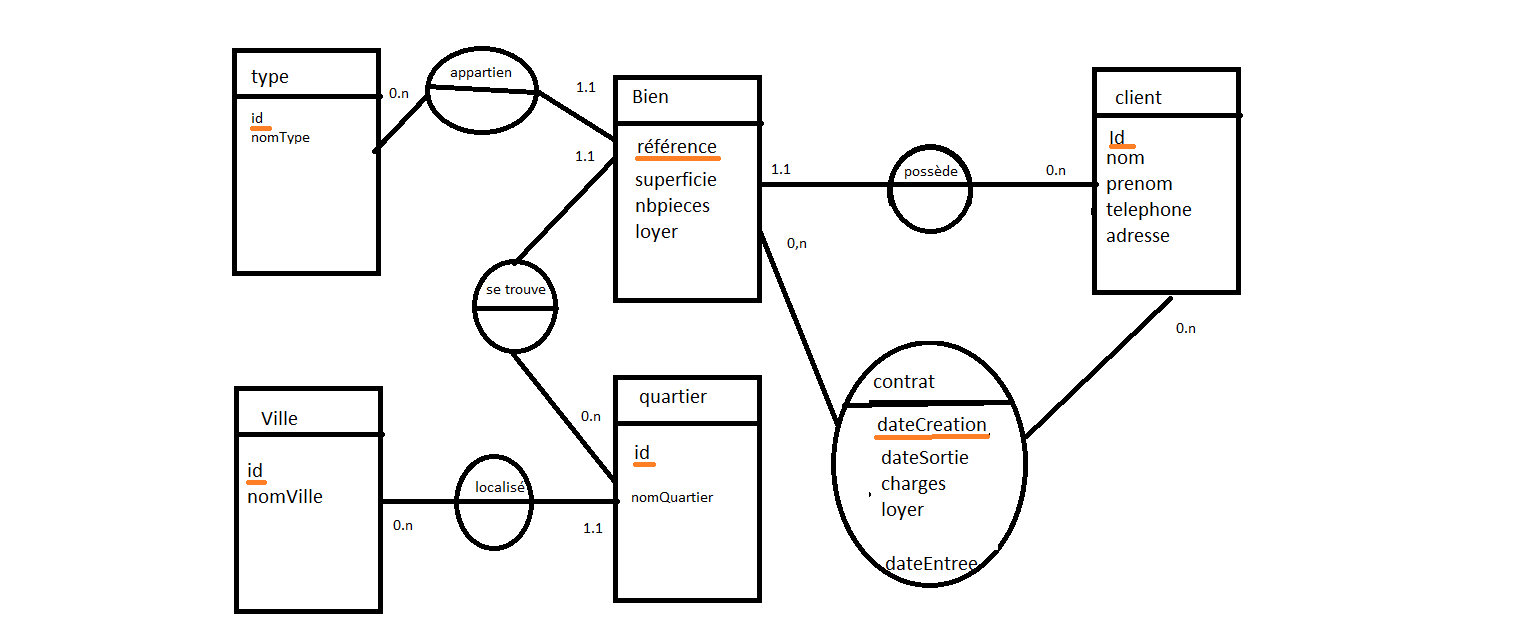 type
id
nomType
0.n
appartien
1.1
1.1
Bien
référence
superficie
nbpieces
loyer
1.1
possède
0.n
client
Id
nom
prenom
telephone
adresse
0,n
0.n
se trouve
0.n
Ville
id
nomVille
0.n
localisé
1.1
quartier
id
nomQuartier
contrat
dateCreation
dateSortie
charges
loyer
dateEntree